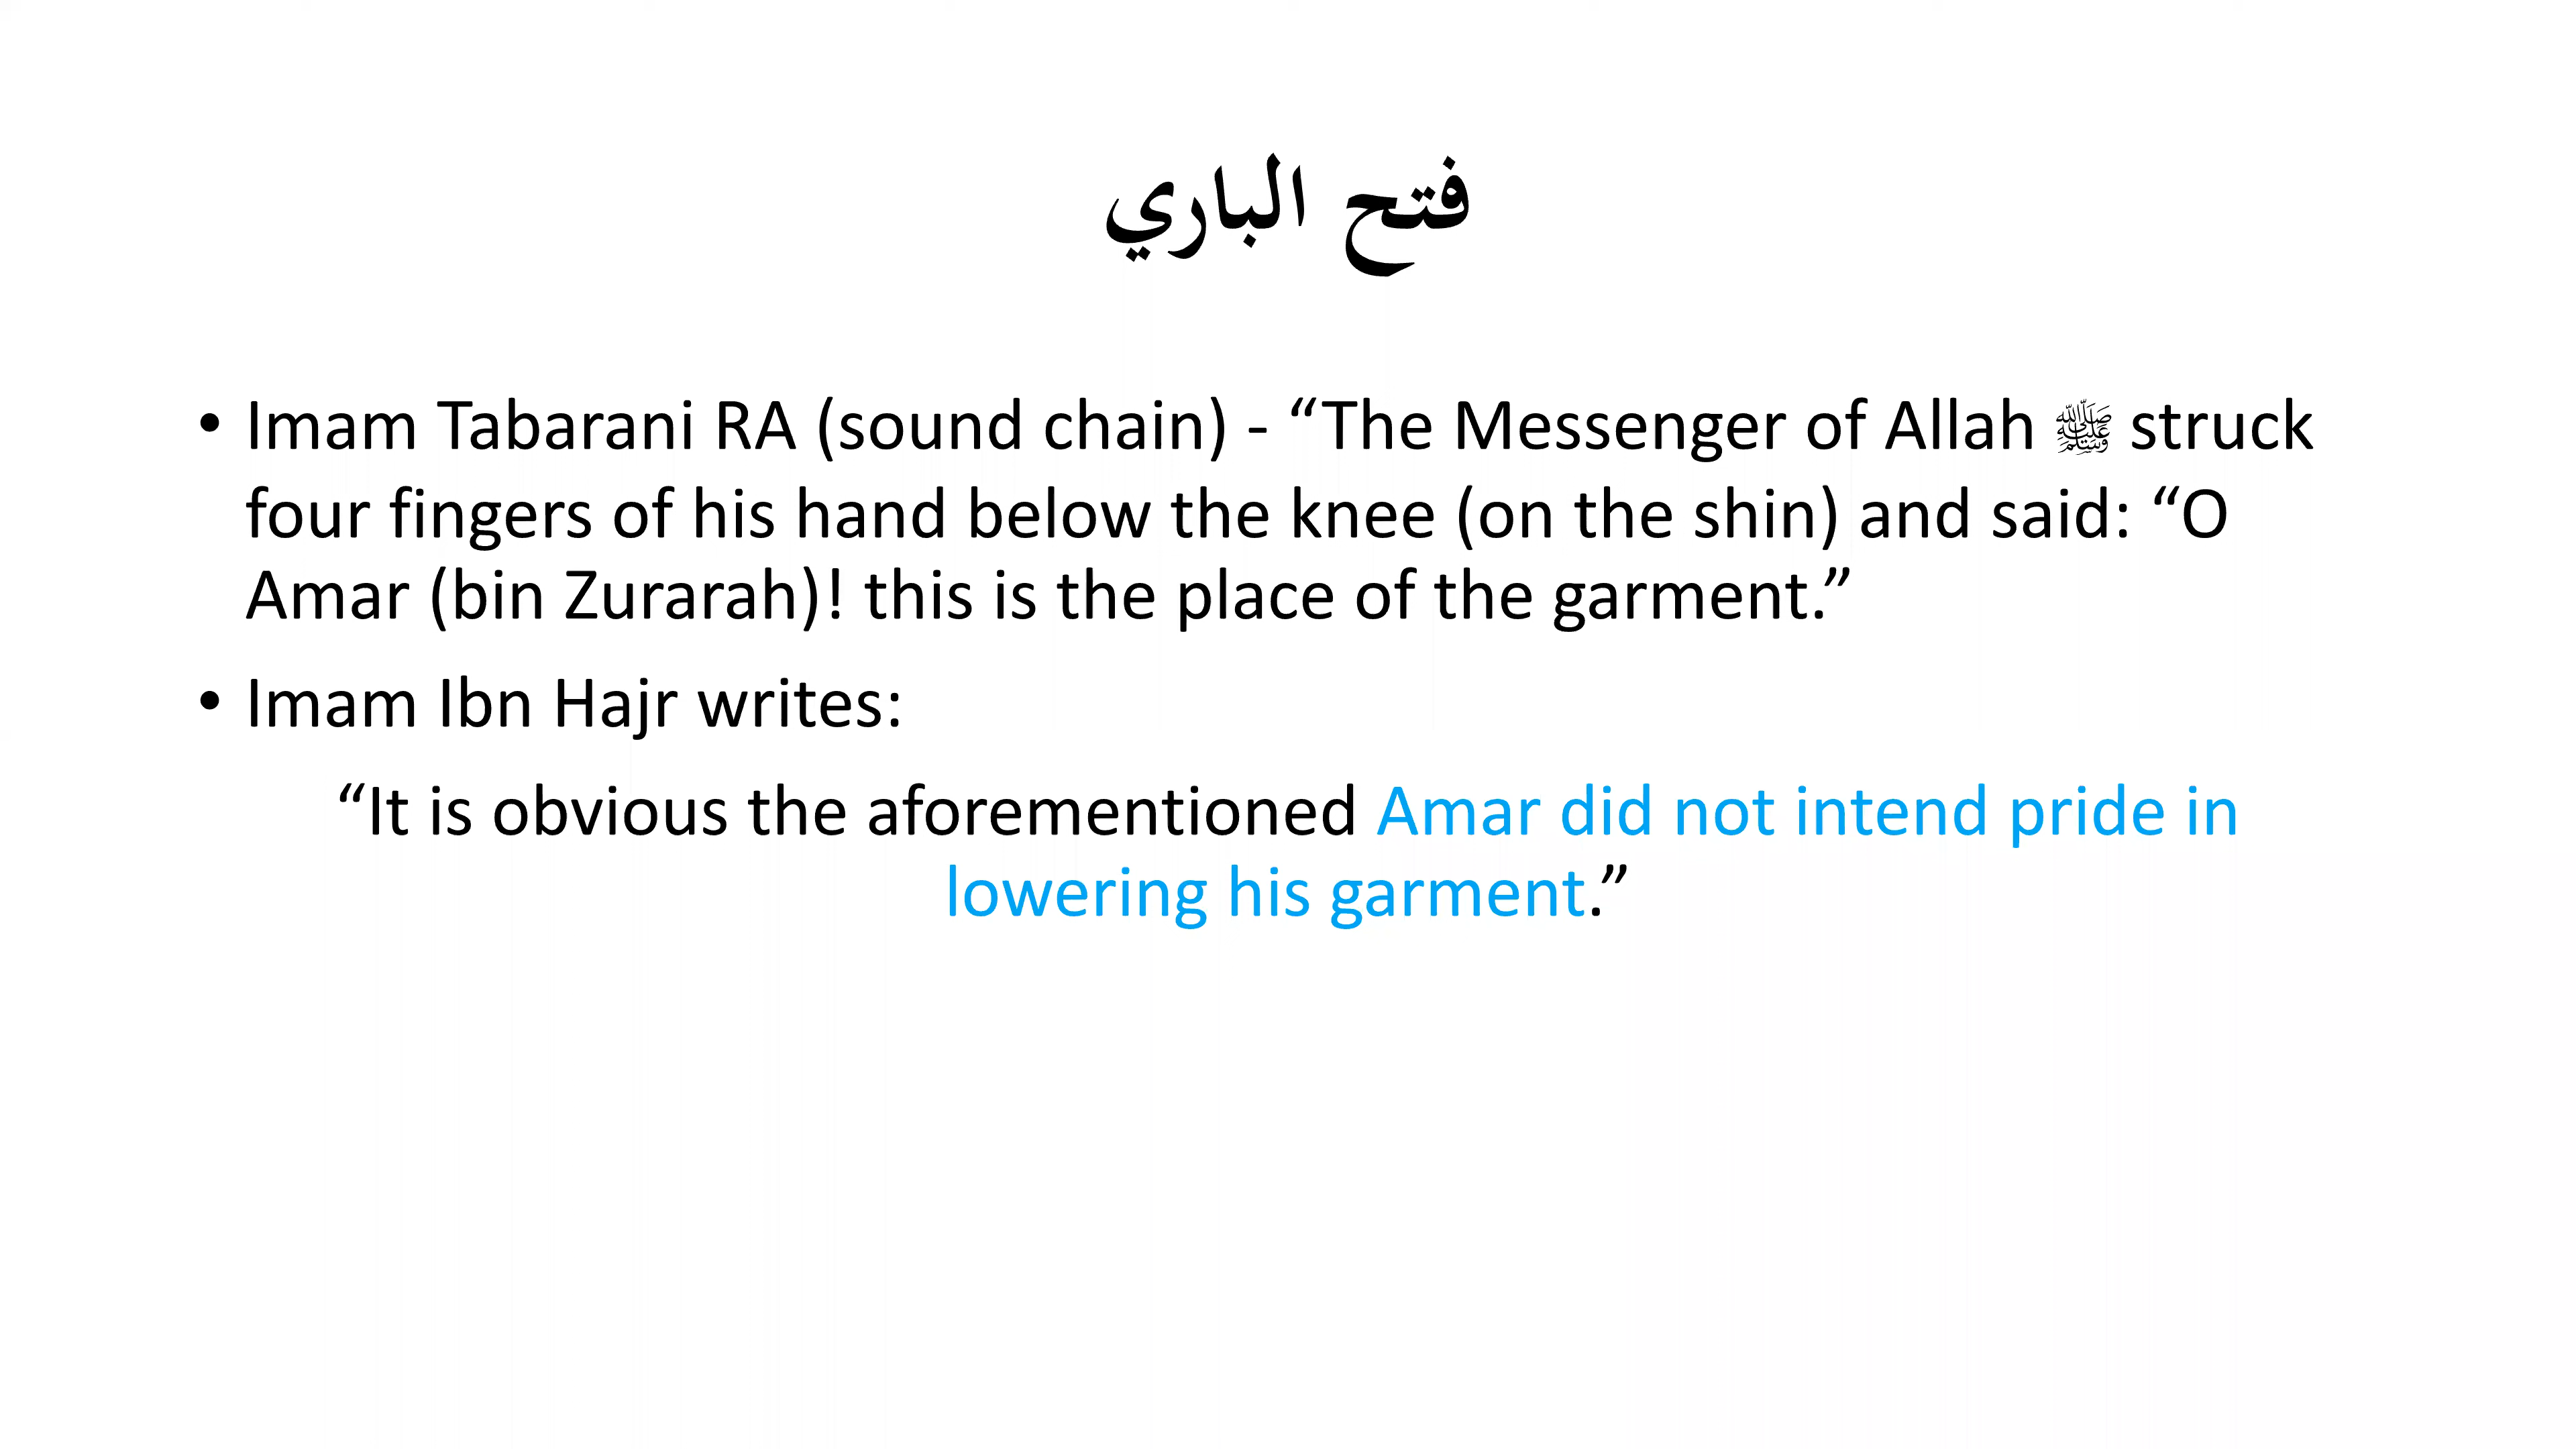 فتح الباري
• Imam Tabarani RA (sound chain) - “The Messenger of Allah ﷺ struck
four fingers of his hand below the knee (on the shin) and said: “O
Amar (bin Zurarah)! this is the place of the garment.”
• Imam Ibn Hajr writes:
“It is obvious the aforementioned Amar did not intend pride in
lowering his garment.”